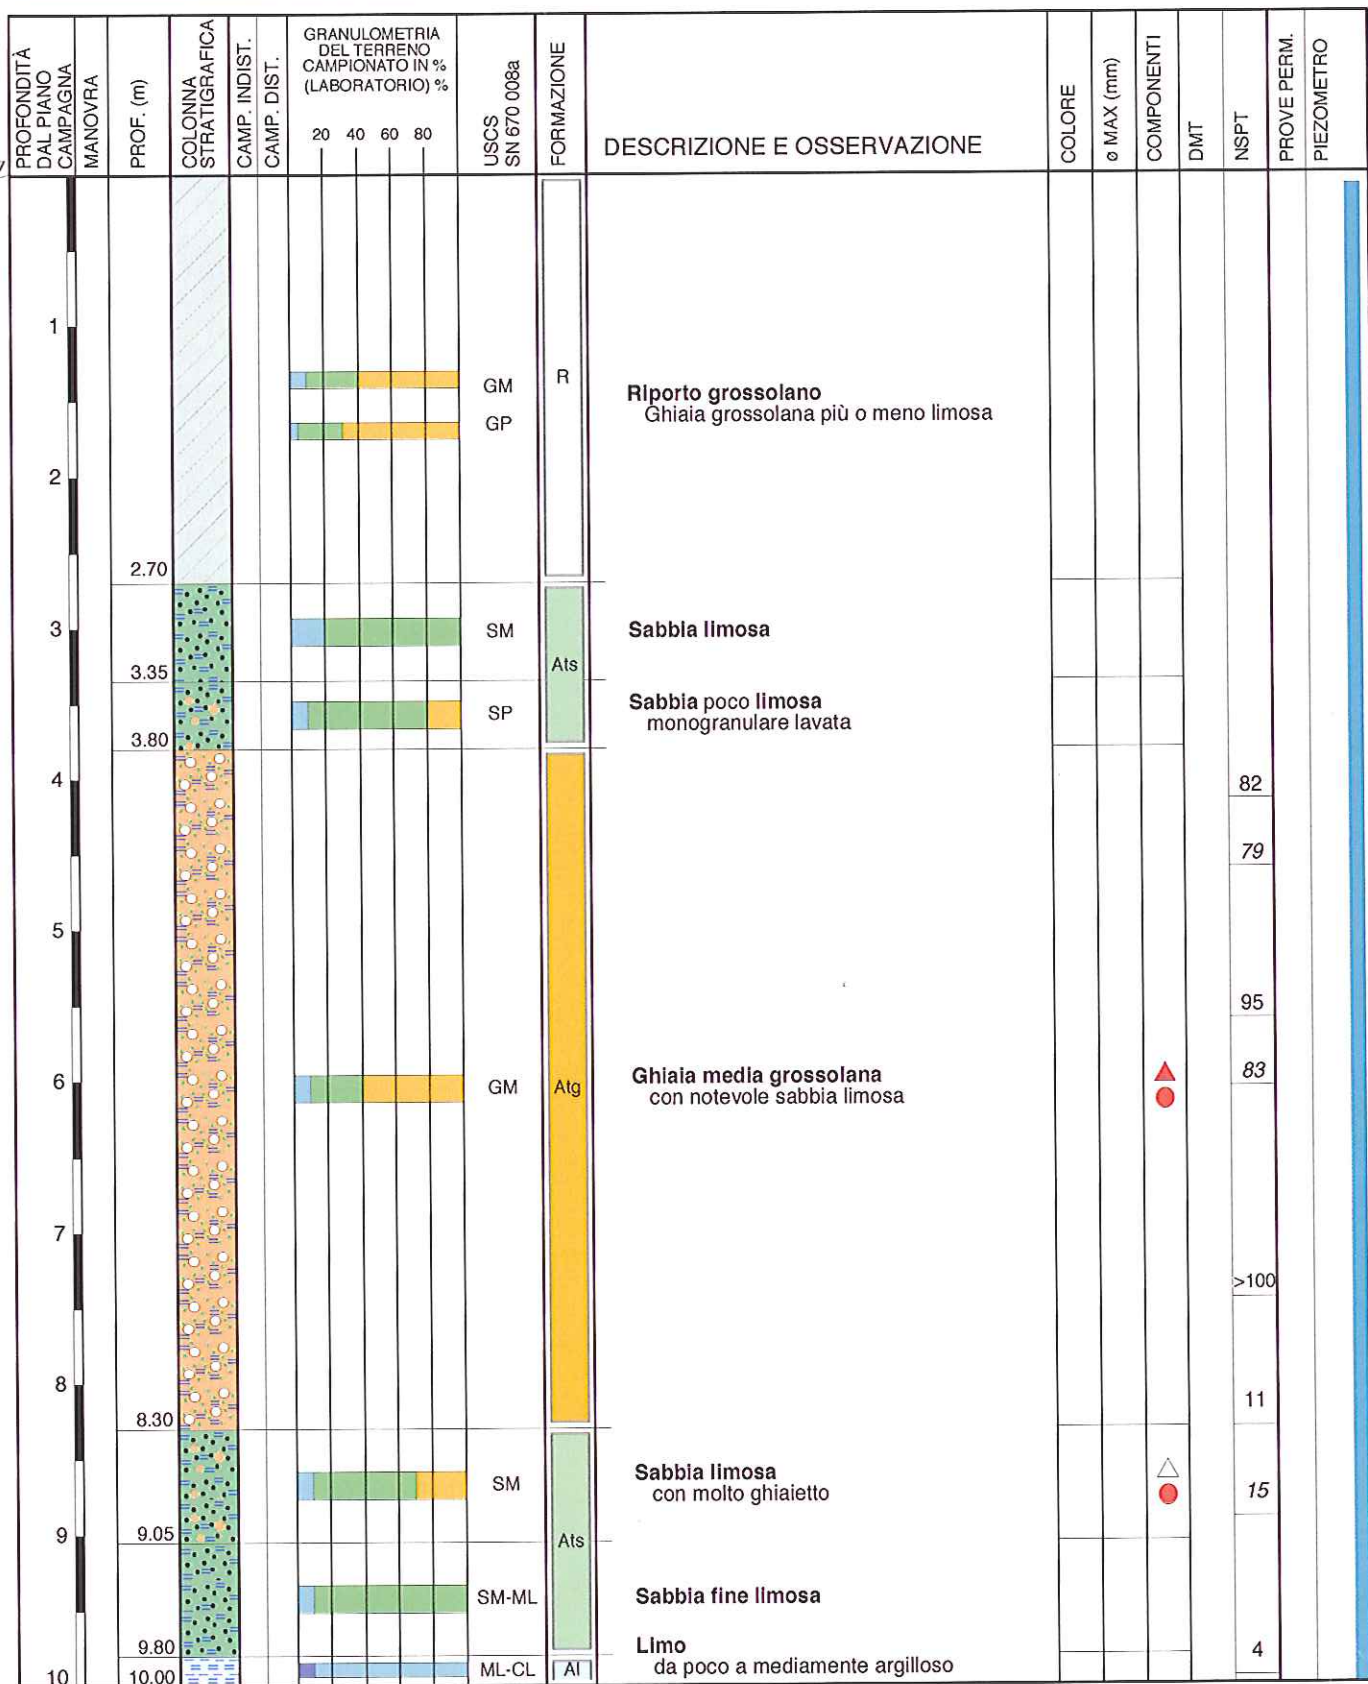 PROFONDITÀ
DAL PIANO
CAMPAGNA
MANOVRA
PROF. (m)
COLONNA
STRATIGRAFICA
CAMP. INDIST.
CAMP. DIST.
GRANULOMETRIA
DEL TERRENO
CAMPIONATO IN %
(LABORATORIO) %
20 40 60 80
USCS
SN 670 008a
FORMAZIONE
DESCRIZIONE E OSSERVAZIONE
COLORE
ø MAX (mm)
COMPONENTI
DMT
NSPT
PROVE PERM.
PIEZOMETRO
1
GM
R
Riporto grossolano
Ghiaia grossolana più o meno limosa
GP
2
2.70
3
SM
Sabbia limosa
Ats
3.35
SP
Sabbia poco limosa
monogranulare lavata
3.80
4
82
79
5
95
6
GM
Atg
Ghiaia media grossolana
con notevole sabbia limosa
83
7
>100
8
11
8.30
SM
Sabbia limosa
con molto ghiaietto
15
9
9.05
Ats
SM-ML
Sabbia fine limosa
9.80
Limo
da poco a mediamente argilloso
4
10
10.00
ML-CL
Al